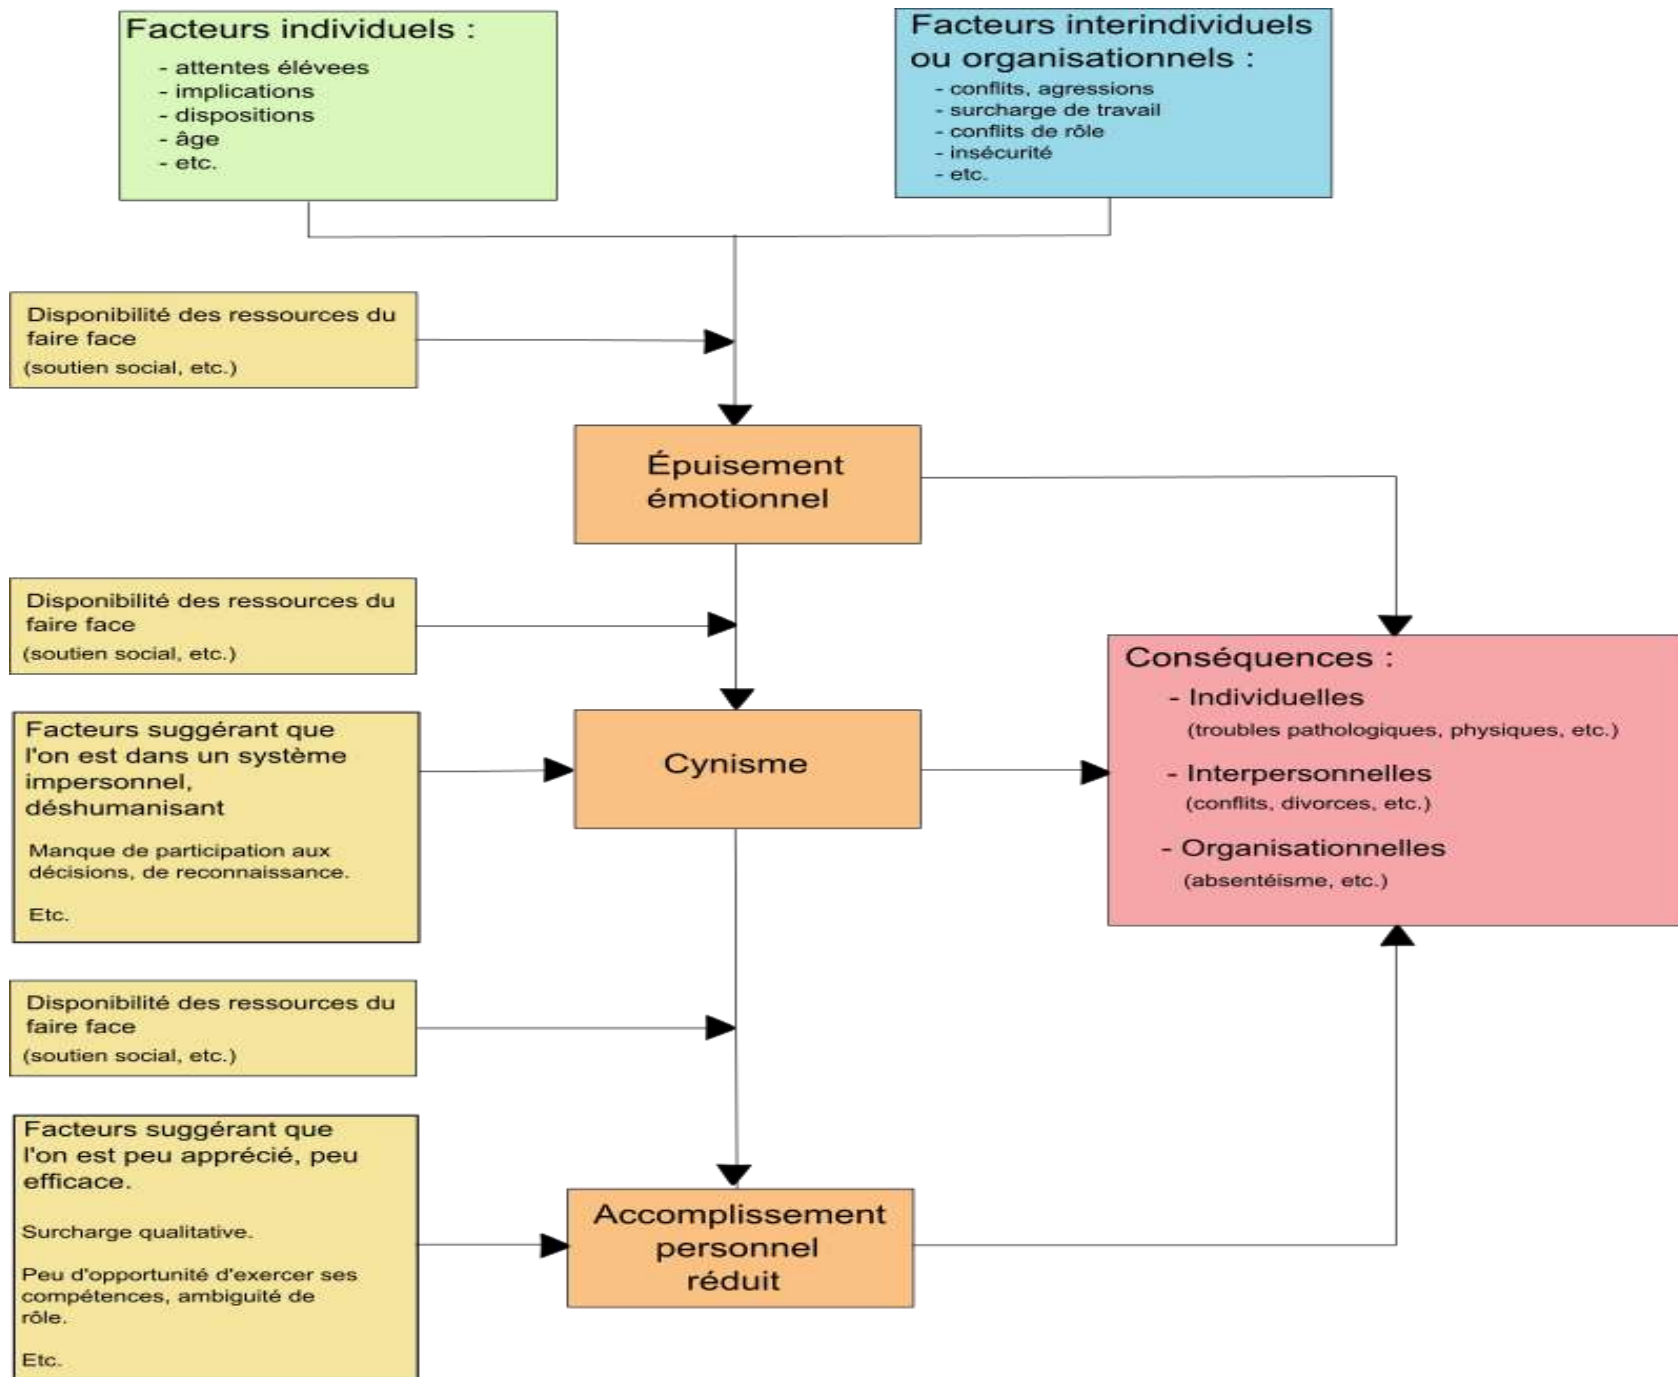 Facteurs individuels :
- attentes élévees
- implications
- dispositions
- âge
- etc.
Facteurs interindividuels
ou organisationnels :
- conflits, agressions
- surcharge de travail
- conflits de rôle
- insécurité
- etc.
Disponibilité des ressources du
faire face
(soutien social, etc.)
Épuisement
émotionnel
Disponibilité des ressources du
faire face
(soutien social, etc.)
Facteurs suggérant que
l'on est dans un système
impersonnel,
déshumanisant
Manque de participation aux
décisions, de reconnaissance.
Etc.
Cynisme
Conséquences :
- Individuelles
(troubles pathologiques, physiques, etc.)
- Interpersonnelles
(conflits, divorces, etc.)
- Organisationnelles
(absentéisme, etc.)
Disponibilité des ressources du
faire face
(soutien social, etc.)
Facteurs suggérant que
l'on est peu apprécié, peu
efficace.
Surcharge qualitative.
Peu d'opportunité d'exercer ses
compétences, ambiguité de
rôle.
Etc.
Accomplissement
personnel
réduit